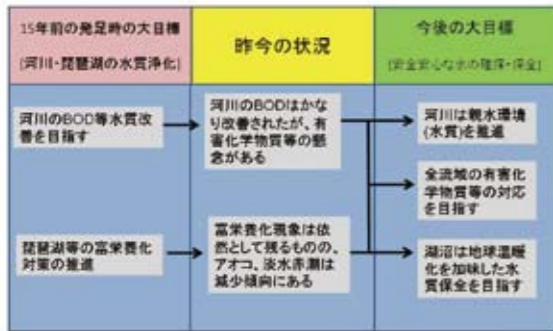 15年前の発足時の大目標
(河川・琵琶湖の水質浄化)
昨今の状況
今後の大目標
(安全安心な水の確保・保全)
河川のBOD等水質改
善を目指す
河川のBODはかな
り改善されたが、有
害化学物質等の懸
念がある
河川は親水環境
(水質)を推進
全流域の有害化
学物質等の対応
を目指す
琵琶湖等の富栄養化
対策の推進
富栄養化現象は依
然として残るものの、
アオコ、淡水赤潮は
減少傾向にある
湖沼は地球温暖
化を加味した水
質保全を目指す